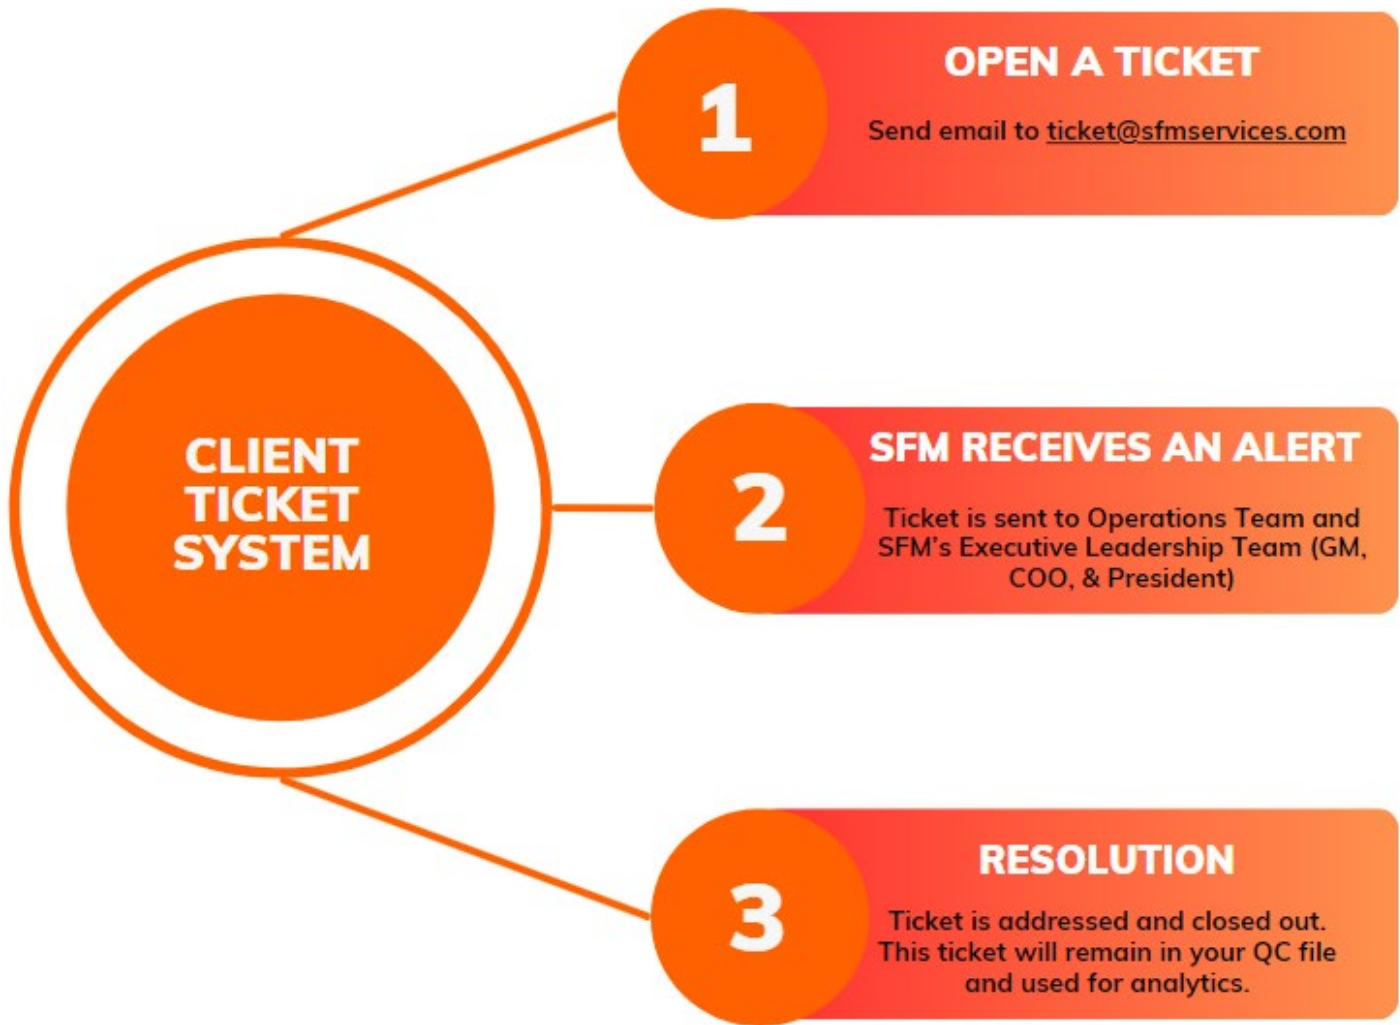 CLIENT
TICKET
SYSTEM
1
OPEN A TICKET
Send email to ticket@sfmservices.com
2
SFM RECEIVES AN ALERT
Ticket is sent to Operations Team and
SFM's Executive Leadership Team (GM,
COO, & President)
3
RESOLUTION
Ticket is addressed and closed out.
This ticket will remain in your QC file
and used for analytics.